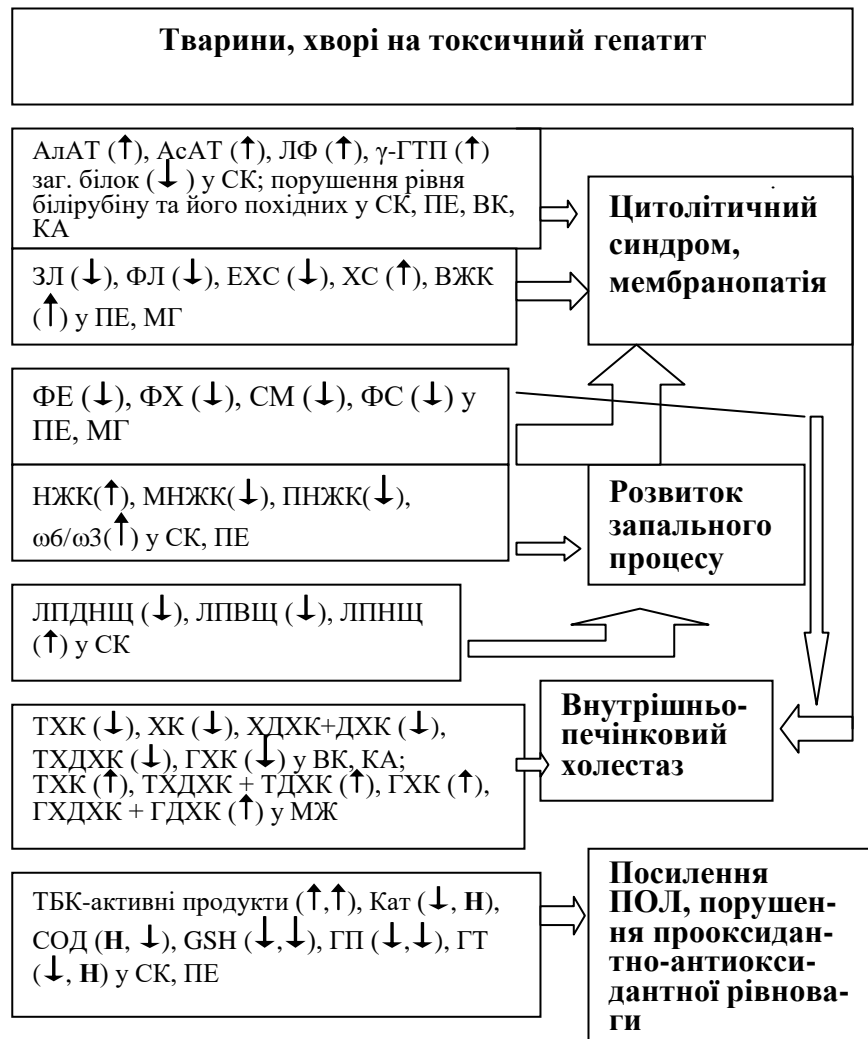 Тварини, хворі на токсичний гепатит
АлАТ (↑), АсАТ (↑), ЛФ (↑), γ-ГТП (↑)
заг. білок (↓ ) у СК; порушення рівня
білірубіну та його похідних у СК, ПЕ, ВК,
КА
Цитолітичний
синдром,
мембранопатія
ЗЛ (↓), ФЛ (↓), ЕХС (↓), ХС (↑), ВЖК
(↑) у ПЕ, МГ
ФЕ (↓), ФХ (↓), СМ (↓), ФС (↓) у
ПЕ, МГ
НЖК(↑), МНЖК(↓), ПНЖК(↓),
ω6/ω3(↑) у СК, ПЕ
Розвиток
запального
процесу
ЛПДНЩ (↓), ЛПВЩ (↓), ЛПНЩ
(↑) у СК
ТХК (↓), ХК (↓), ХДХК+ДХК (↓),
ТХДХК (↓), ГХК (↓) у ВК, КА;
ТХК (↑), ТХДХК + ТДХК (↑), ГХК (↑),
ГХДХК + ГДХК (↑) у МЖ
Внутрішньо-
печінковий
холестаз
ТБК-активні продукти (↑,↑), Кат (↓, Н),
СОД (Н, ↓), GSH (↓,↓), ГП (↓,↓), ГТ
(↓, Н) у СК, ПЕ
Посилення
ПОЛ, порушен-
ня прооксидан-
тно-антиокси-
дантної рівнова-
ги